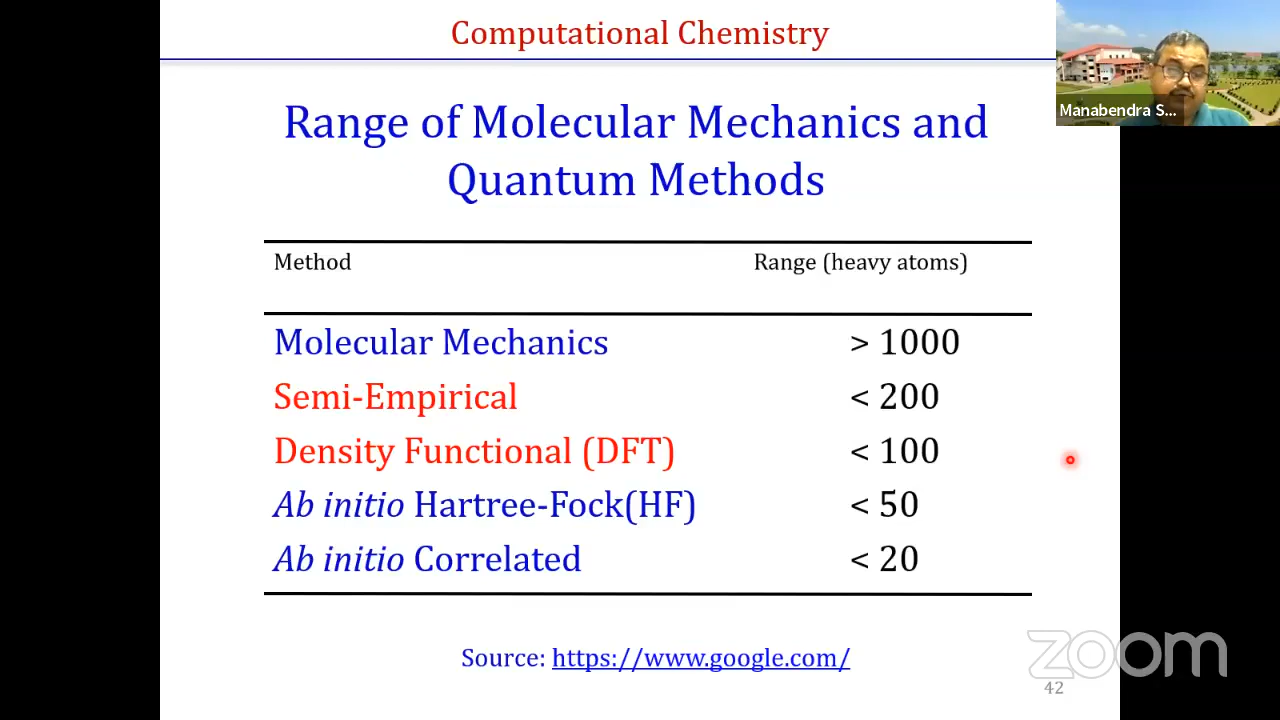 Computational Chemistry
Manabendra S...
Range of Molecular Mechanics and
Quantum Methods
Method Range (heavy atoms)
Molecular Mechanics > 1000
Semi-Empirical < 200
Density Functional (DFT) < 100
Ab initio Hartree-Fock(HF) < 50
Ab initio Correlated < 20
Source: https://www.google.com/
zoom
42